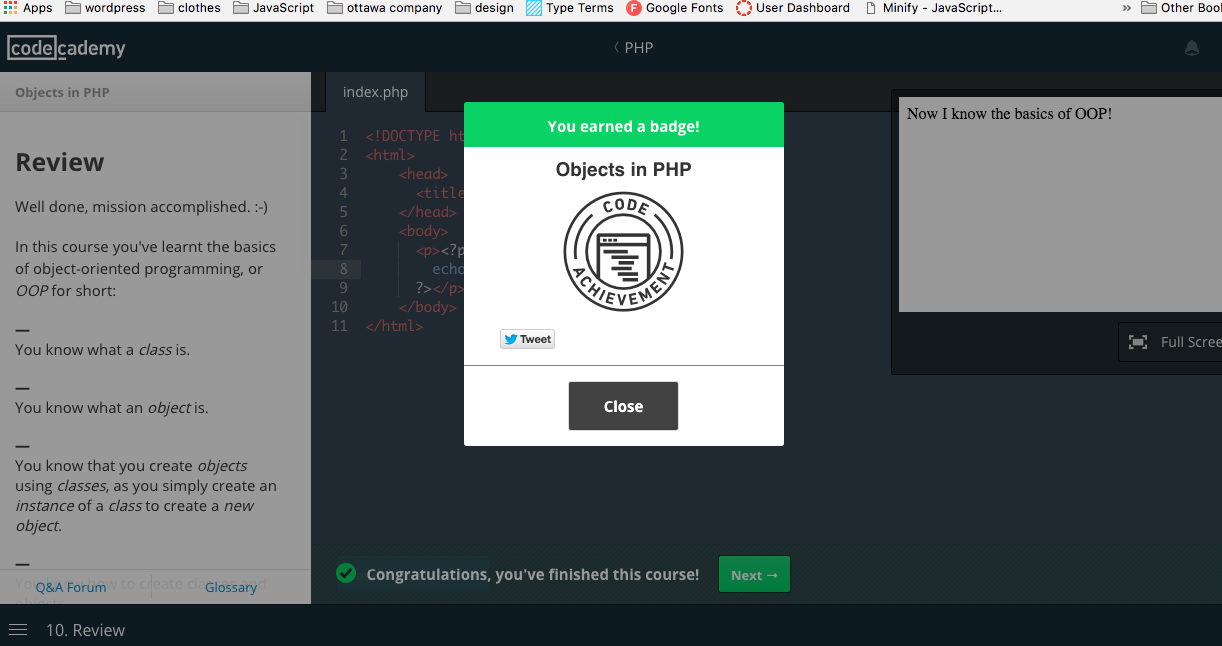 Apps wordpress clothes JavaScript ottawa company design Type Terms Google Fonts User Dashboard Minify - JavaScript... » Other Bool
codecademy
PHP
Objects in PHP
index.php
Review
Well done, mission accomplished. :-)
In this course you've learnt the basics
of object-oriented programming, or
OOP for short:
—
You know what a class is.
—
You know what an object is.
—
You know that you create objects
using classes, as you simply create an
instance of a class to create a new
object.
—
You know how to create classes and
Q&A Forum Glossary
1 <!DOCTYPE ht
2 <html>
3 <head>
4 <title
5 </head>
6 <body>
7 <p><?p
8 echo
9 ?></p>
10 </body>
11 </html>
You earned a badge!
Objects in PHP
CODE
ACHIEVEMENT
Tweet
Close
Now I know the basics of OOP!
Full Scree
Congratulations, you've finished this course!
Next →
10. Review